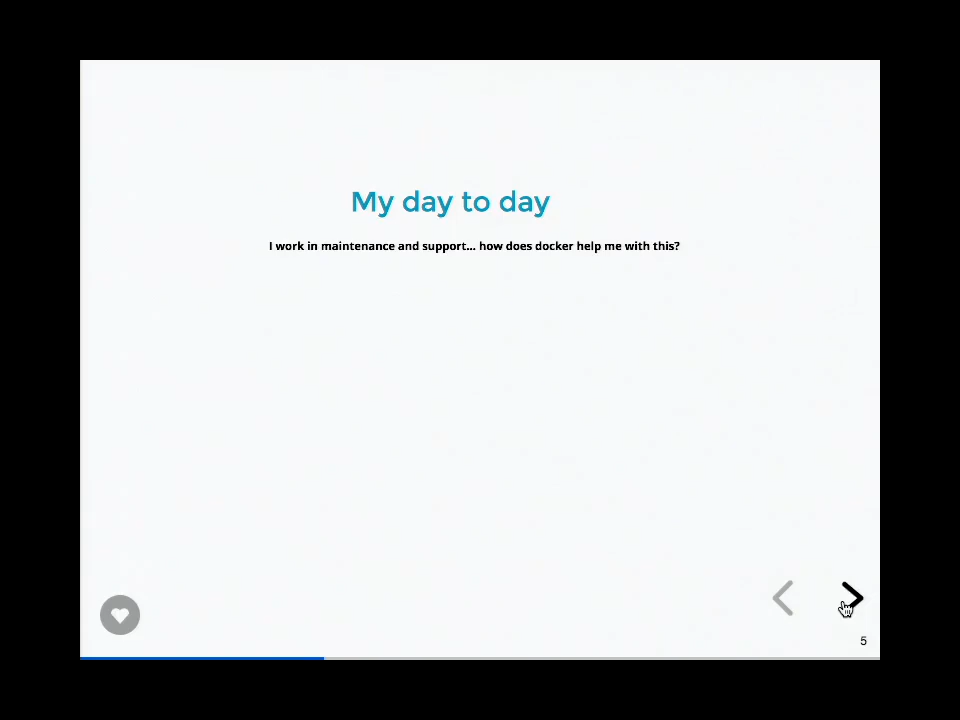 My day to day
I work in maintenance and support... how does docker help me with this?
5